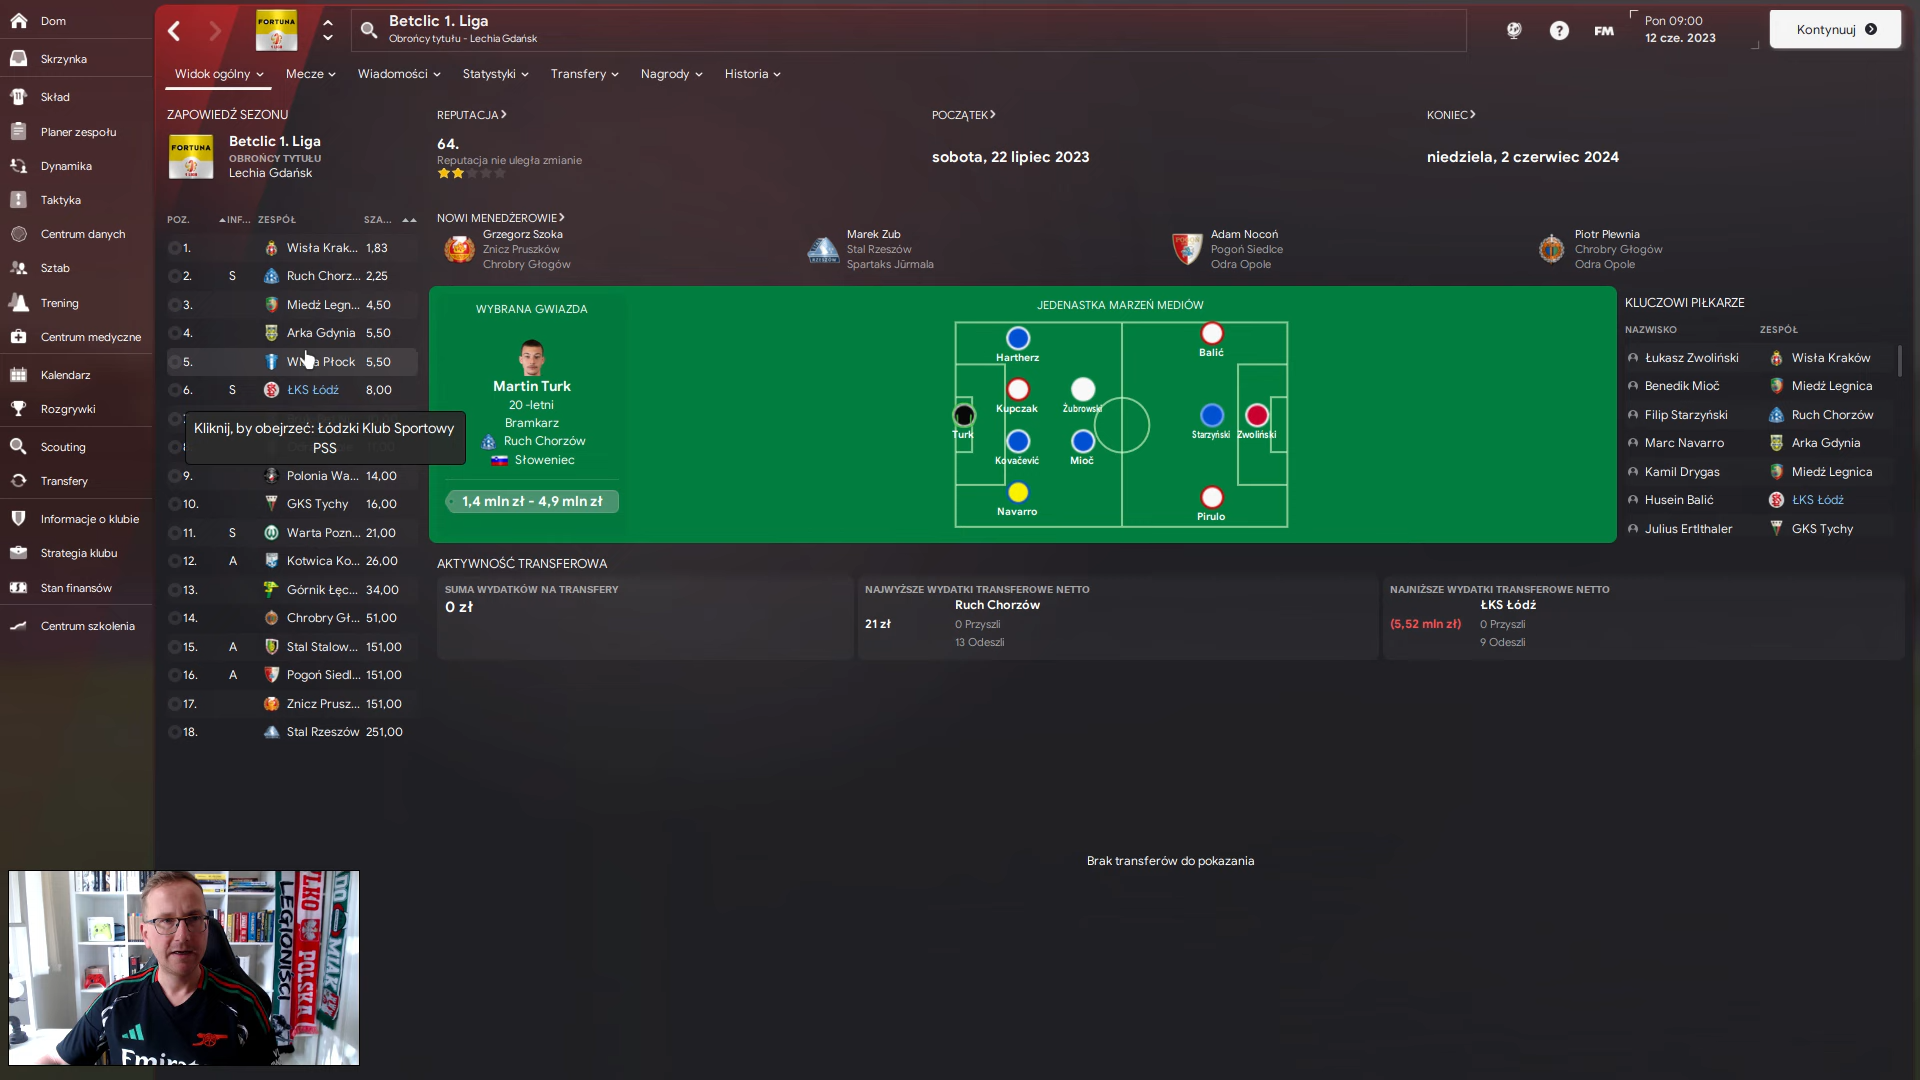 Dom
Skrzynka
Skład
Planer zespołu
Dynamika
Taktyka
Centrum danych
Sztab
Trening
Centrum medyczne
Kalendarz
Rozgrywki
Scouting
Transfery
Informacje o klubie
Strategia klubu
Stan finansów
Centrum szkolenia
FORTUNA
Betclic 1. Liga
Obrońcy tytułu - Lechia Gdańsk
FM
Pon 09:00
12 cze. 2023
Kontynuuj
Widok ogólny
Mecze
Wiadomości
Statystyki
Transfery
Nagrody
Historia
ZAPOWIEDŹ SEZONU
FORTUNA
Betclic 1. Liga
OBROŃCY TYTUŁU
Lechia Gdańsk
REPUTACJA
64.
Reputacja nie uległa zmianie
POCZĄTEK
sobota, 22 lipiec 2023
KONIEC
niedziela, 2 czerwiec 2024
POZ. INF... ZESPÓŁ SZA...
1. Wisła Krak... 1,83
2. S Ruch Chorz... 2,25
3. Miedź Legn... 4,50
4. Arka Gdynia 5,50
5. Płock 5,50
6. S ŁKS Łódź 8,00
Kliknij, by obejrzeć: Łódzki Klub Sportowy
PSS
9. Polonia Wa... 14,00
10. GKS Tychy 16,00
11. S Warta Pozn... 21,00
12. A Kotwica Ko... 26,00
13. Górnik Łęc... 34,00
14. Chrobry Gł... 51,00
15. A Stal Stalow... 151,00
16. A Pogoń Siedl... 151,00
17. Znicz Prusz... 151,00
18. Stal Rzeszów 251,00
NOWI MENEDŻEROWIE
Grzegorz Szoka
Znicz Pruszków
Chrobry Głogów
Marek Zub
Stal Rzeszów
Spartaks Jūrmala
Adam Nocoń
Pogoń Siedlce
Odra Opole
Piotr Plewnia
Chrobry Głogów
Odra Opole
WYBRANA GWIAZDA
Martin Turk
20 -letni
Bramkarz
Ruch Chorzów
Słoweniec
1,4 mln zł - 4,9 mln zł
JEDENASTKA MARZEŃ MEDIÓW
Hartherz
Balić
Kupczak
Żubrowski
Turk
Starzyński
Zwoliński
Kovačević
Mioč
Navarro
Pirulo
KLUCZOWI PIŁKARZE
NAZWISKO ZESPÓŁ
Łukasz Zwoliński Wisła Kraków
Benedik Mioč Miedź Legnica
Filip Starzyński Ruch Chorzów
Marc Navarro Arka Gdynia
Kamil Drygas Miedź Legnica
Husein Balić ŁKS Łódź
Julius Ertlthaler GKS Tychy
AKTYWNOŚĆ TRANSFEROWA
SUMA WYDATKÓW NA TRANSFERY
0 zł
NAJWYŻSZE WYDATKI TRANSFEROWE NETTO
Ruch Chorzów
21 zł
0 Przyszli
13 Odeszli
NAJNIŻSZE WYDATKI TRANSFEROWE NETTO
ŁKS Łódź
(5,52 mln zł)
0 Przyszli
9 Odeszli
Brak transferów do pokazania
LEGIONIŚCI
POLSKA